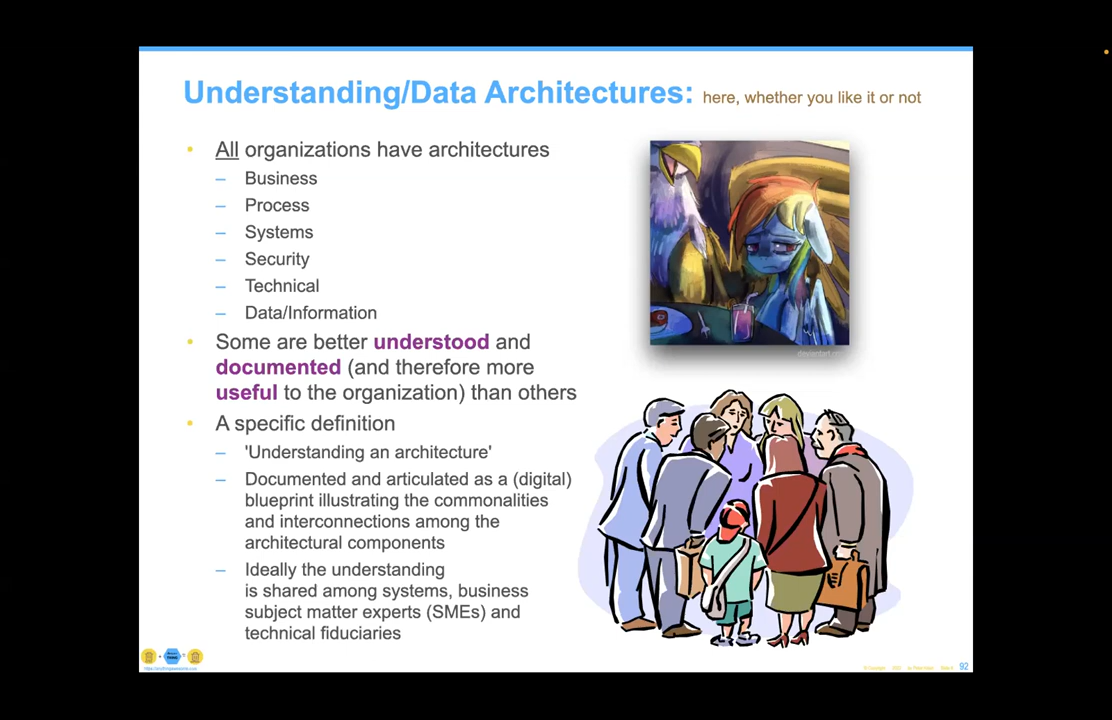 Understanding/Data Architectures: here, whether you like it or not
• All organizations have architectures
– Business
– Process
– Systems
– Security
– Technical
– Data/Information
• Some are better understood and
documented (and therefore more
useful to the organization) than others
• A specific definition
– 'Understanding an architecture'
– Documented and articulated as a (digital)
blueprint illustrating the commonalities
and interconnections among the
architectural components
– Ideally the understanding
is shared among systems, business
subject matter experts (SMEs) and
technical fiduciaries
92